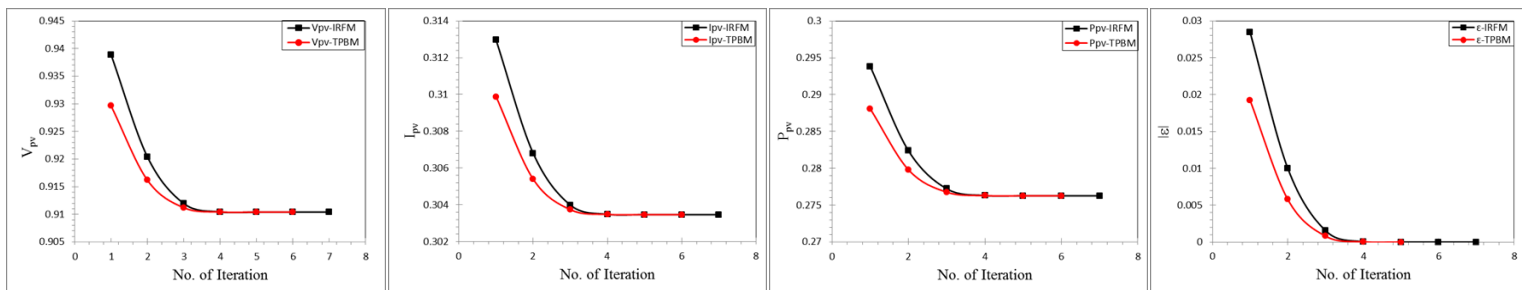 0.945
0.94
0.935
0.93
0.925
0.92
0.915
0.91
0.905
Vpv
Vpv-IRFM
Vpv-TPBM
0 1 2 3 4 5 6 7 8
No. of Iteration
0.314
0.312
0.31
0.308
0.306
0.304
0.302
Ipv
Ipv-IRFM
Ipv-TPBM
0 2 4 6 8
No. of Iteration
0.3
0.295
0.29
0.285
0.28
0.275
0.27
Ppv
Ppv-IRFM
Ppv-TPBM
0 2 4 6 8
No. of Iteration
0.03
0.025
0.02
0.015
0.01
0.005
0
|ε|
ε-IRFM
ε-TPBM
0 1 2 3 4 5 6 7 8
No. of Iteration